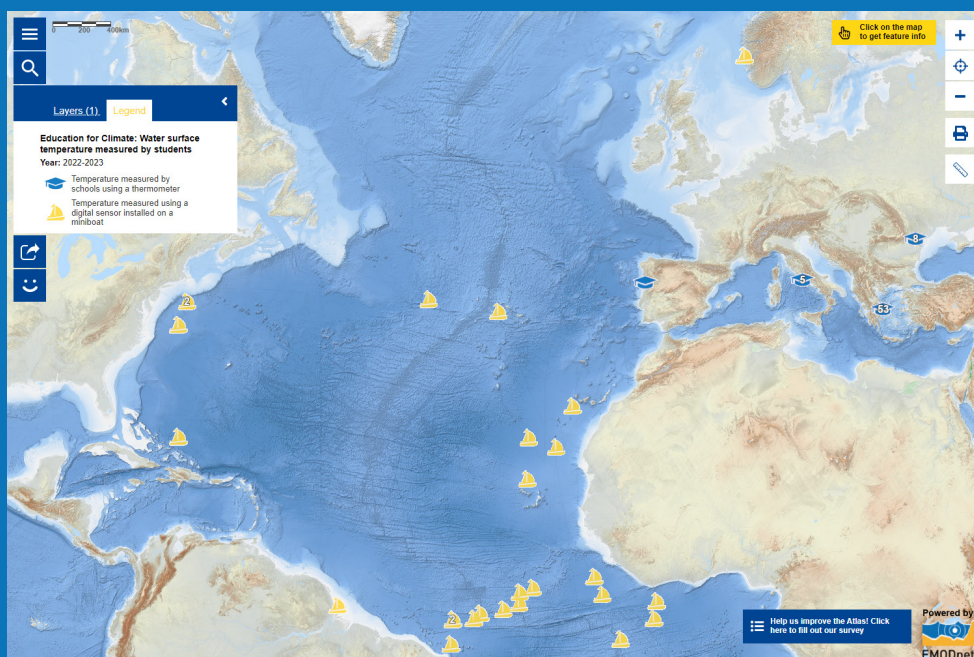 0 200 400km
Click on the map
to get feature info
Layers (1) Legend
Education for Climate: Water surface
temperature measured by students
Year: 2022-2023
Temperature measured by
schools using a thermometer
Temperature measured using a
digital sensor installed on a
miniboat
8
5
53
2
2
Help us improve the Atlas! Click
here to fill out our survey
Powered by
EMODnet